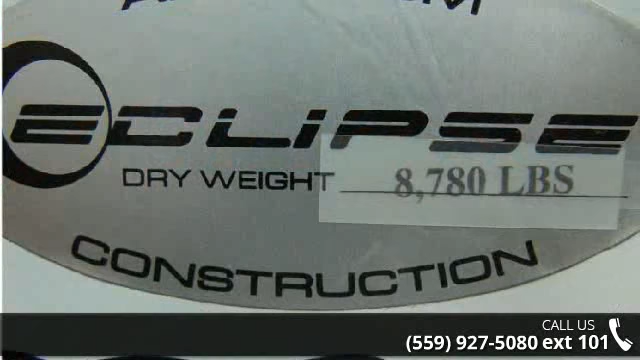 ECLIPSE
DRY WEIGHT 8,780 LBS
CONSTRUCTION
CALL US
(559) 927-5080 ext 101